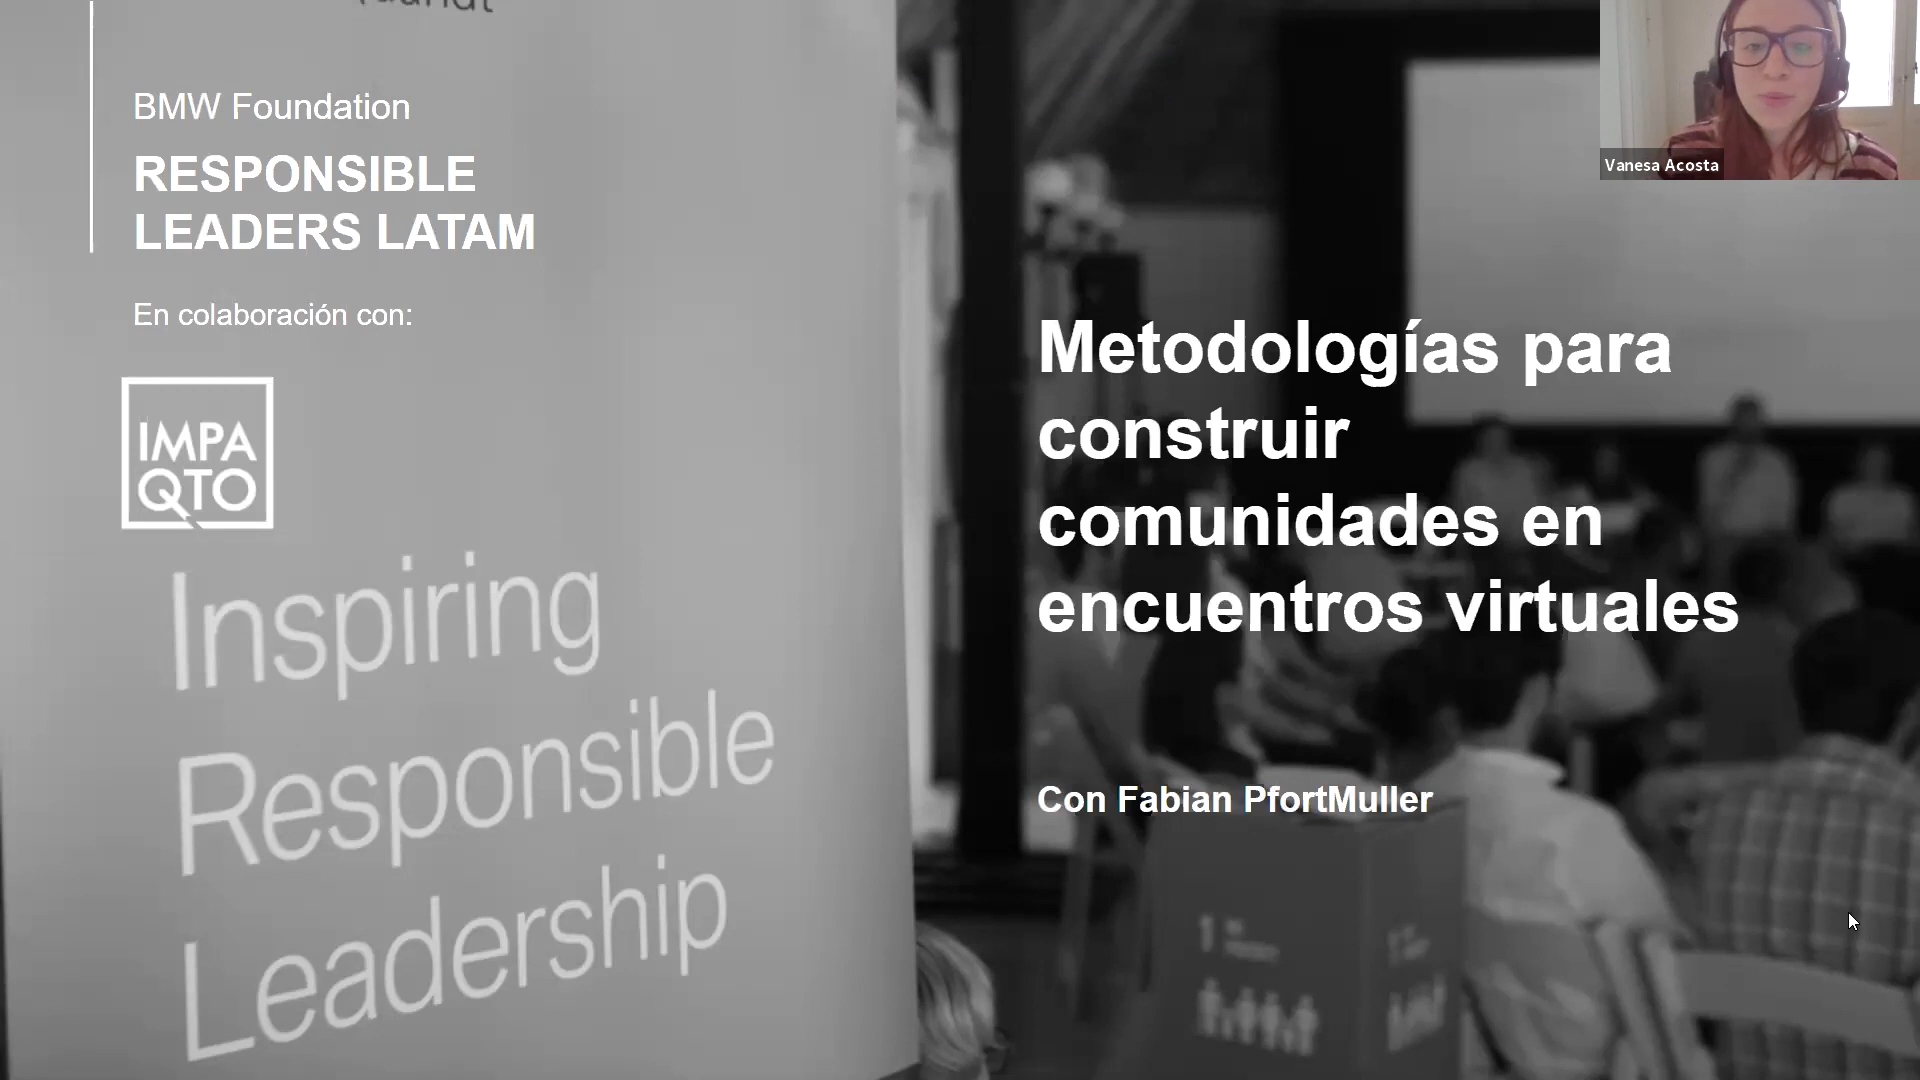 BMW Foundation
RESPONSIBLE
LEADERS LATAM
En colaboración con:
IMPA
QTO
Inspiring
Responsible
Leadership
Metodologías para
construir
comunidades en
encuentros virtuales
Con Fabian PfortMuller
Vanesa Acosta